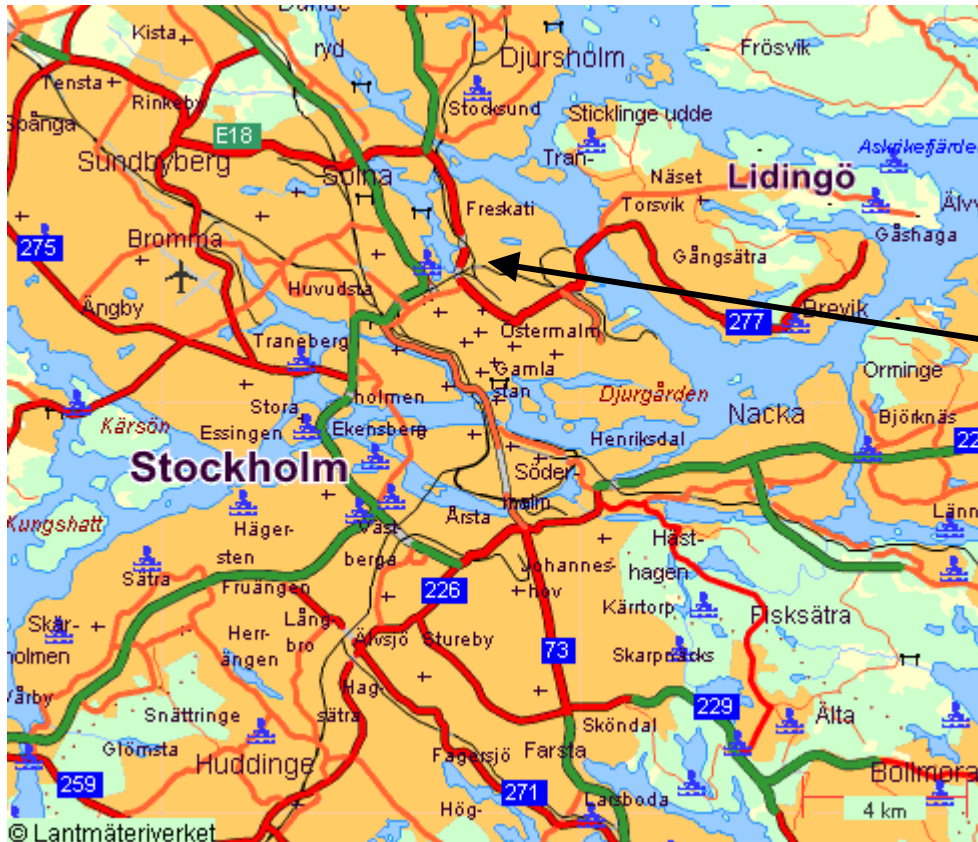 Kista
ryd
Djursholm
Frösvik
Tensta
Rinkeby
Stocksund
Sticklinge udde
Spånga
E18
Sundbyberg
Solna
Tran-
Näset
Lidingö
Torsvik
Freskati
Gåshaga
275
Bromma
Gångsätra
Huvudsta
Ängby
277
Brevik
Östermalm
Traneberg
Gamla
stan
Orminge
holmen
Djurgården
Nacka
Björknäs
Stora
Essingen
Ekensberg
Kärsön
Henriksdal
22
Stockholm
Söder-
malm
Kungshatt
Häger-
sten
Väst-
berga
Årsta
Länn
Häst-
hagen
Sätra
Fruängen
226
Johannes-
hov
Kärrtorp
Fisksätra
Skär-
holmen
Herr-
ängen
Lång-
bro
Älvsjö
Stureby
73
Skarpnäcks
Vårby
Hag-
sätra
Snättringe
Sköndal
229
Älta
Glömsta
Huddinge
Fagersjö
Farsta
Bollmora
259
Hög-
271
Larsboda
4 km
© Lantmäteriverket